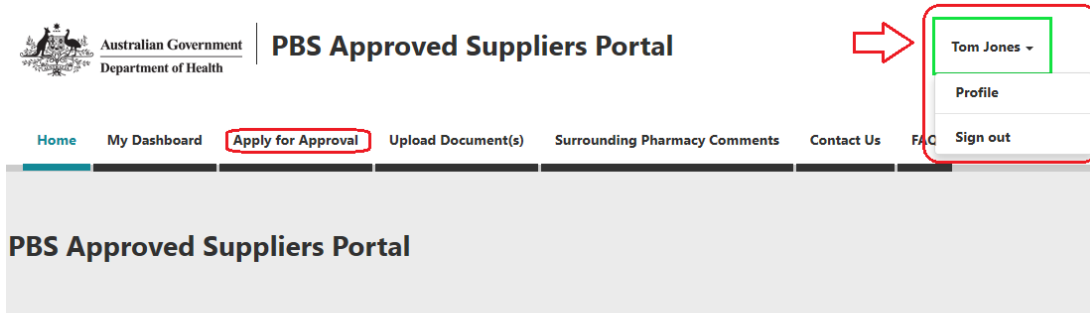 Australian Government
Department of Health
PBS Approved Suppliers Portal
Tom Jones
Profile
Sign out
Home My Dashboard Apply for Approval Upload Document(s) Surrounding Pharmacy Comments Contact Us FAQ
PBS Approved Suppliers Portal